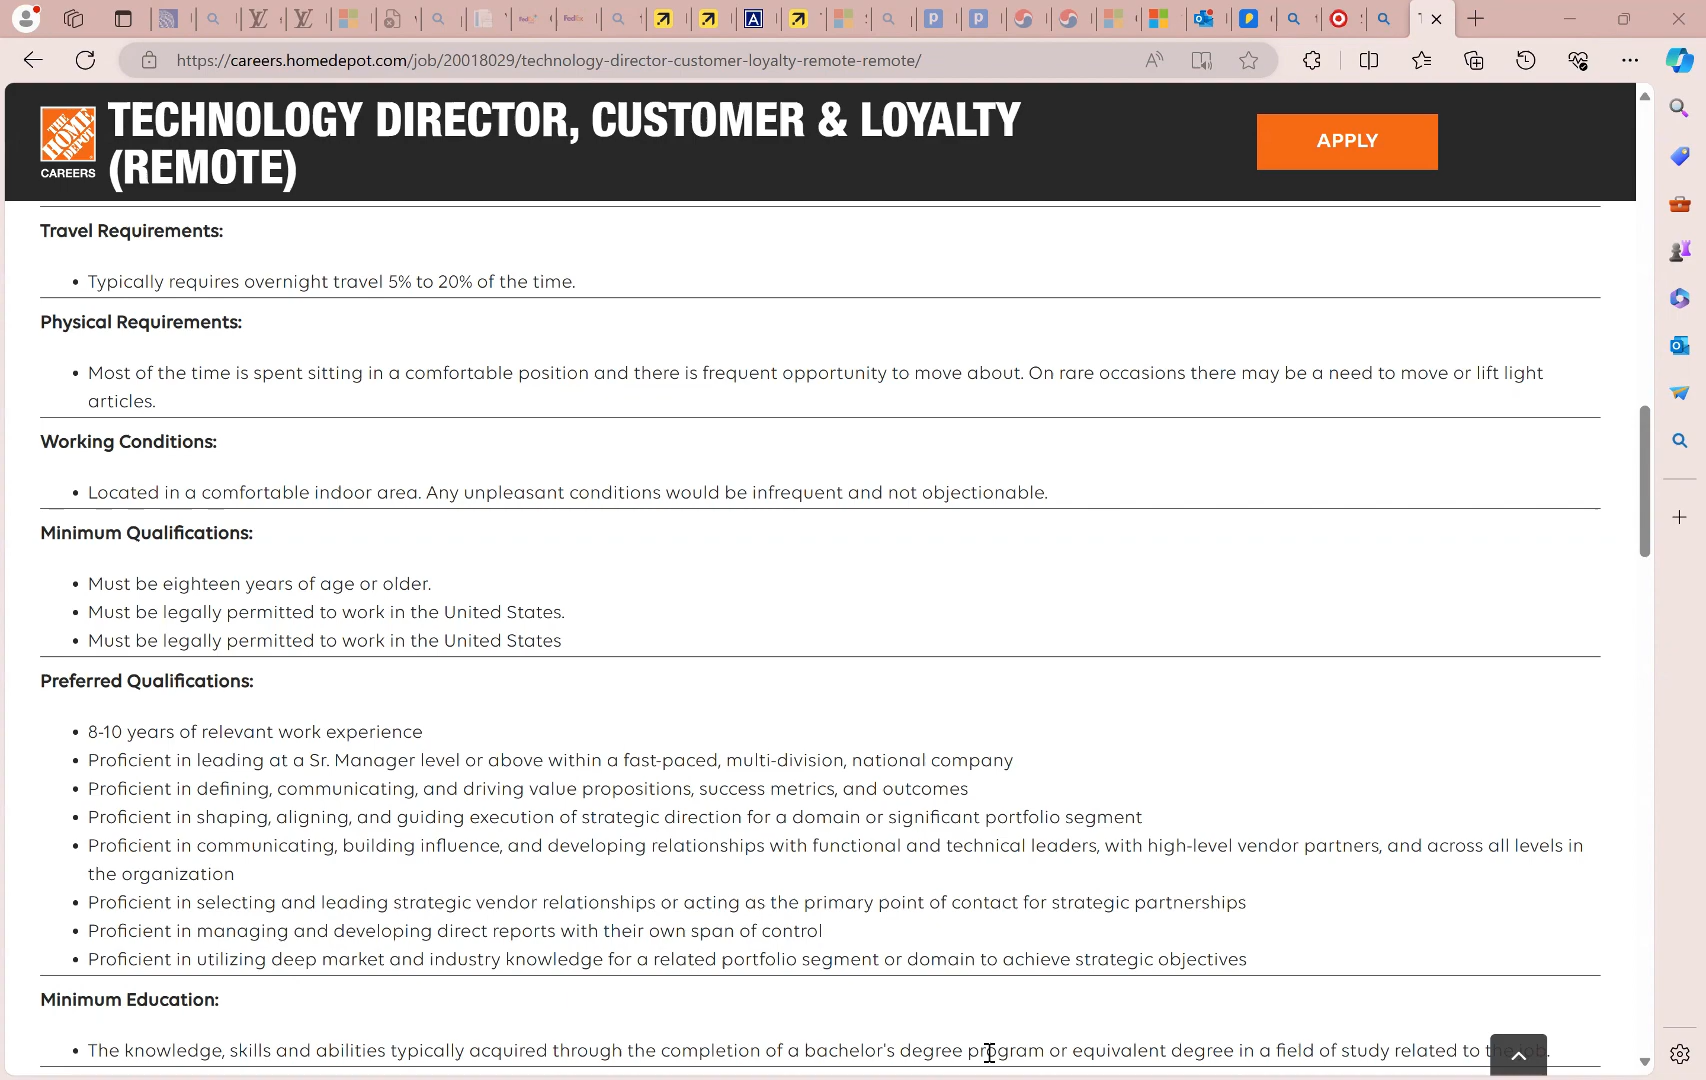 https://careers.homedepot.com/job/20018029/technology-director-customer-loyalty-remote-remote/
THE HOME DEPOT
CAREERS
TECHNOLOGY DIRECTOR, CUSTOMER & LOYALTY
(REMOTE)
APPLY
Travel Requirements:
• Typically requires overnight travel 5% to 20% of the time.
Physical Requirements:
• Most of the time is spent sitting in a comfortable position and there is frequent opportunity to move about. On rare occasions there may be a need to move or lift light
articles.
Working Conditions:
• Located in a comfortable indoor area. Any unpleasant conditions would be infrequent and not objectionable.
Minimum Qualifications:
• Must be eighteen years of age or older.
• Must be legally permitted to work in the United States.
• Must be legally permitted to work in the United States
Preferred Qualifications:
• 8-10 years of relevant work experience
• Proficient in leading at a Sr. Manager level or above within a fast-paced, multi-division, national company
• Proficient in defining, communicating, and driving value propositions, success metrics, and outcomes
• Proficient in shaping, aligning, and guiding execution of strategic direction for a domain or significant portfolio segment
• Proficient in communicating, building influence, and developing relationships with functional and technical leaders, with high-level vendor partners, and across all levels in
the organization
• Proficient in selecting and leading strategic vendor relationships or acting as the primary point of contact for strategic partnerships
• Proficient in managing and developing direct reports with their own span of control
• Proficient in utilizing deep market and industry knowledge for a related portfolio segment or domain to achieve strategic objectives
Minimum Education:
• The knowledge, skills and abilities typically acquired through the completion of a bachelor's degree program or equivalent degree in a field of study related to the job.